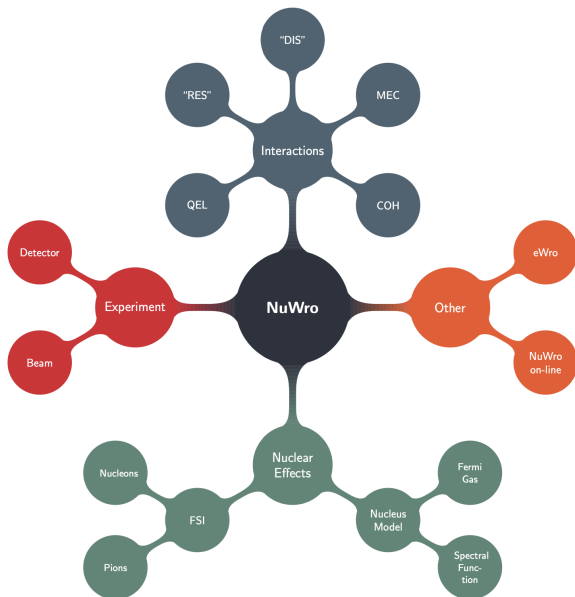 “DIS”
“RES”
MEC
Interactions
QEL
COH
Detector
eWro
Experiment
NuWro
Other
Beam
NuWro
on-line
Nuclear
Effects
Nucleons
Fermi
Gas
FSI
Nucleus
Model
Pions
Spectral
Func-
tion